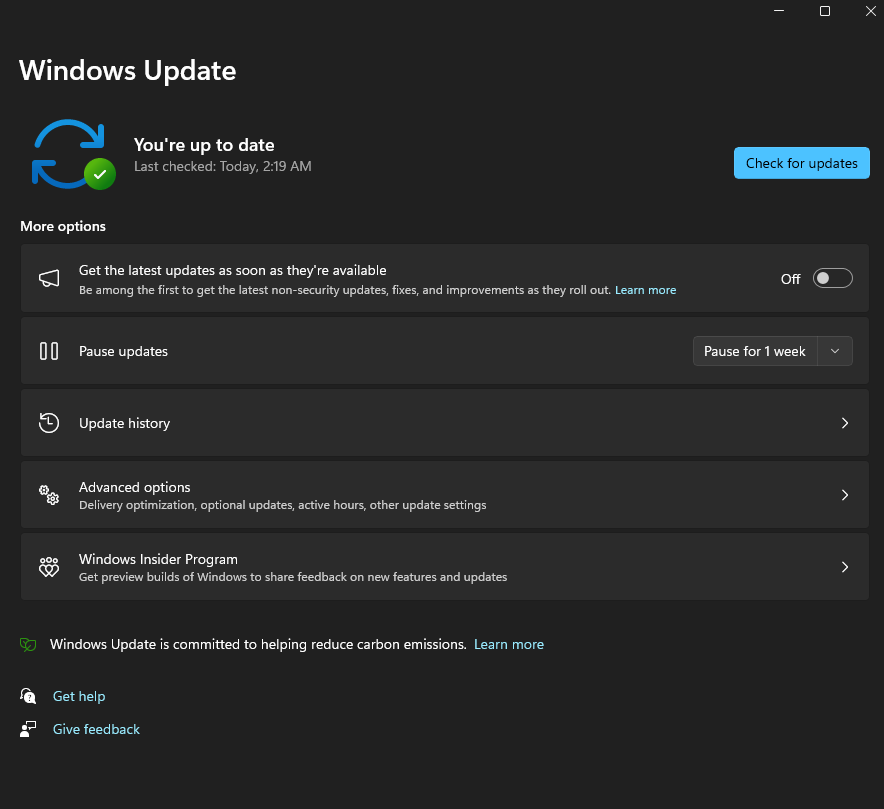 Windows Update
You're up to date
Last checked: Today, 2:19 AM
Check for updates
More options
Get the latest updates as soon as they're available
Be among the first to get the latest non-security updates, fixes, and improvements as they roll out. Learn more
Off
Pause updates
Pause for 1 week
Update history
Advanced options
Delivery optimization, optional updates, active hours, other update settings
Windows Insider Program
Get preview builds of Windows to share feedback on new features and updates
Windows Update is committed to helping reduce carbon emissions. Learn more
Get help
Give feedback